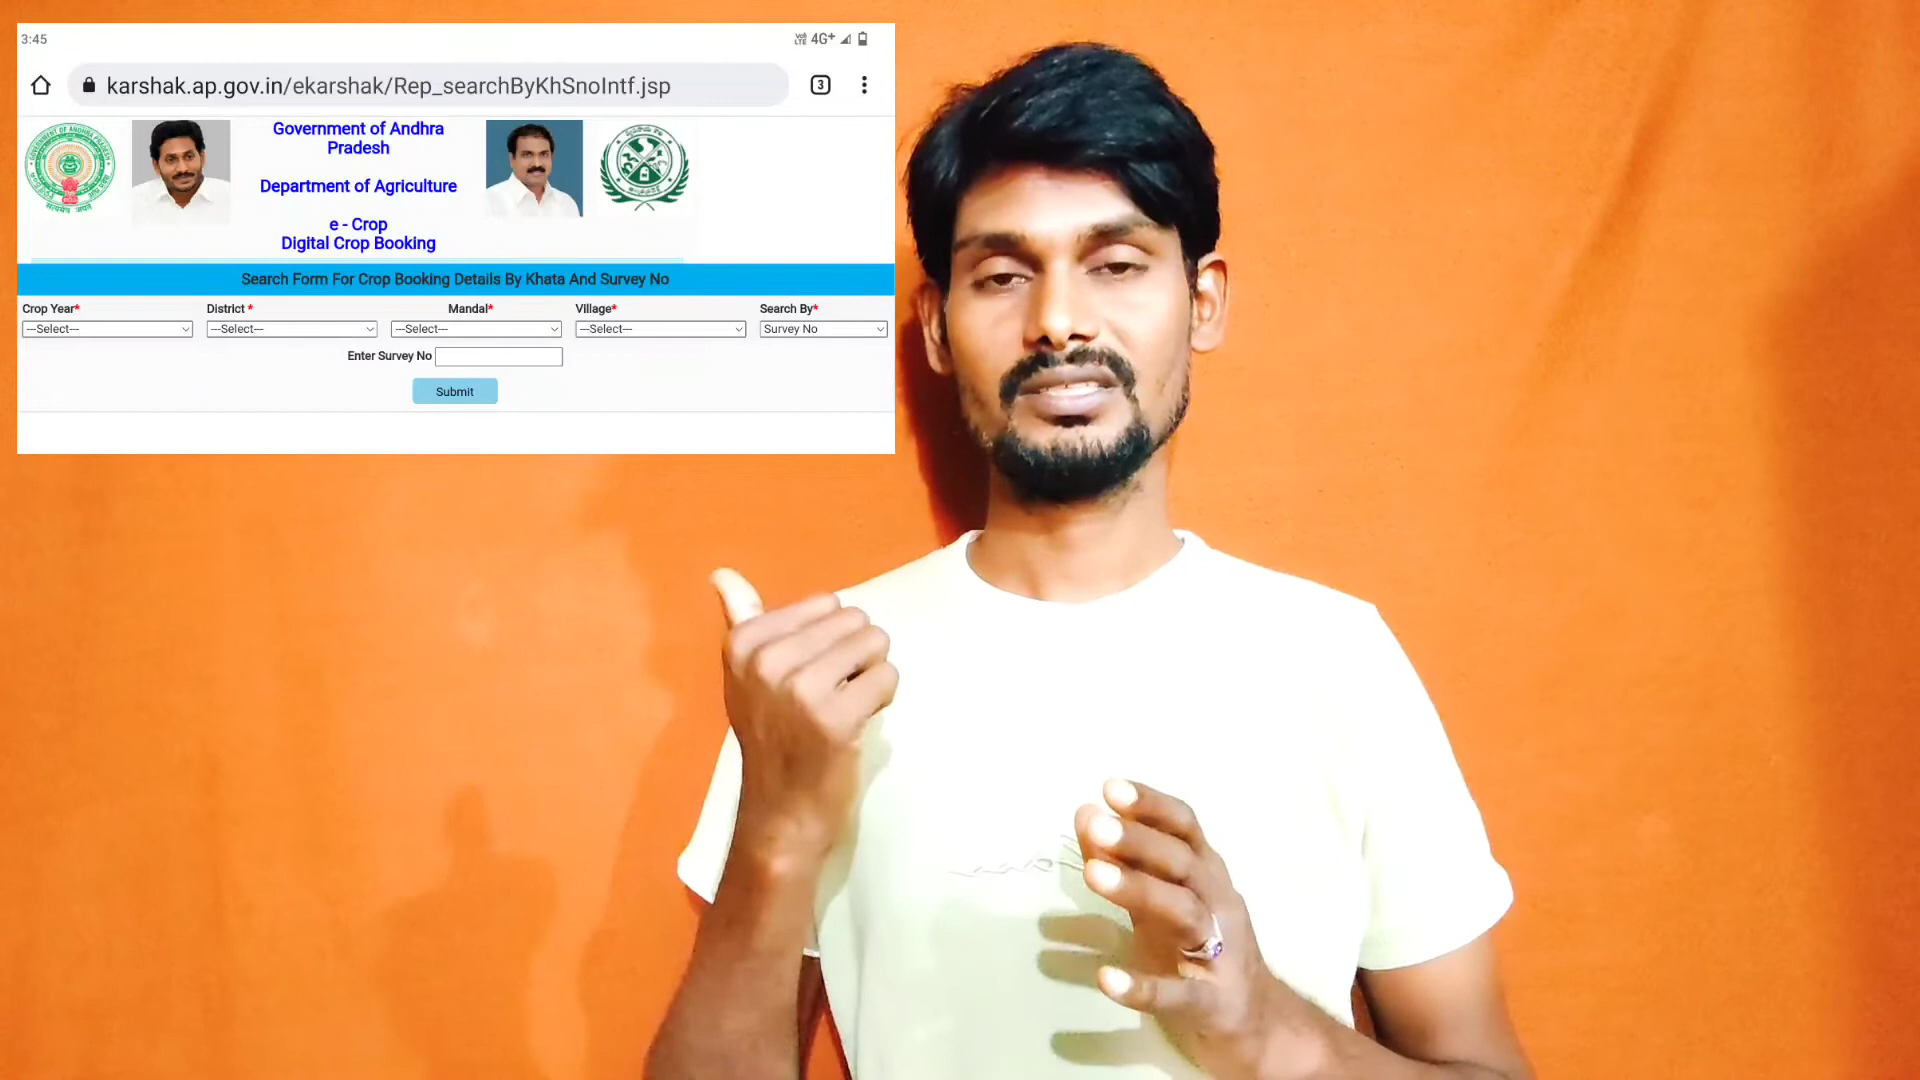 3:45
4G+
karshak.ap.gov.in/ekarshak/Rep_searchByKhSnoIntf.jsp
3
Government of Andhra
Pradesh
Department of Agriculture
e - Crop
Digital Crop Booking
Search Form For Crop Booking Details By Khata And Survey No
Crop Year* District * Mandal* Village* Search By*
---Select--- ---Select--- ---Select--- ---Select--- Survey No
Enter Survey No
Submit